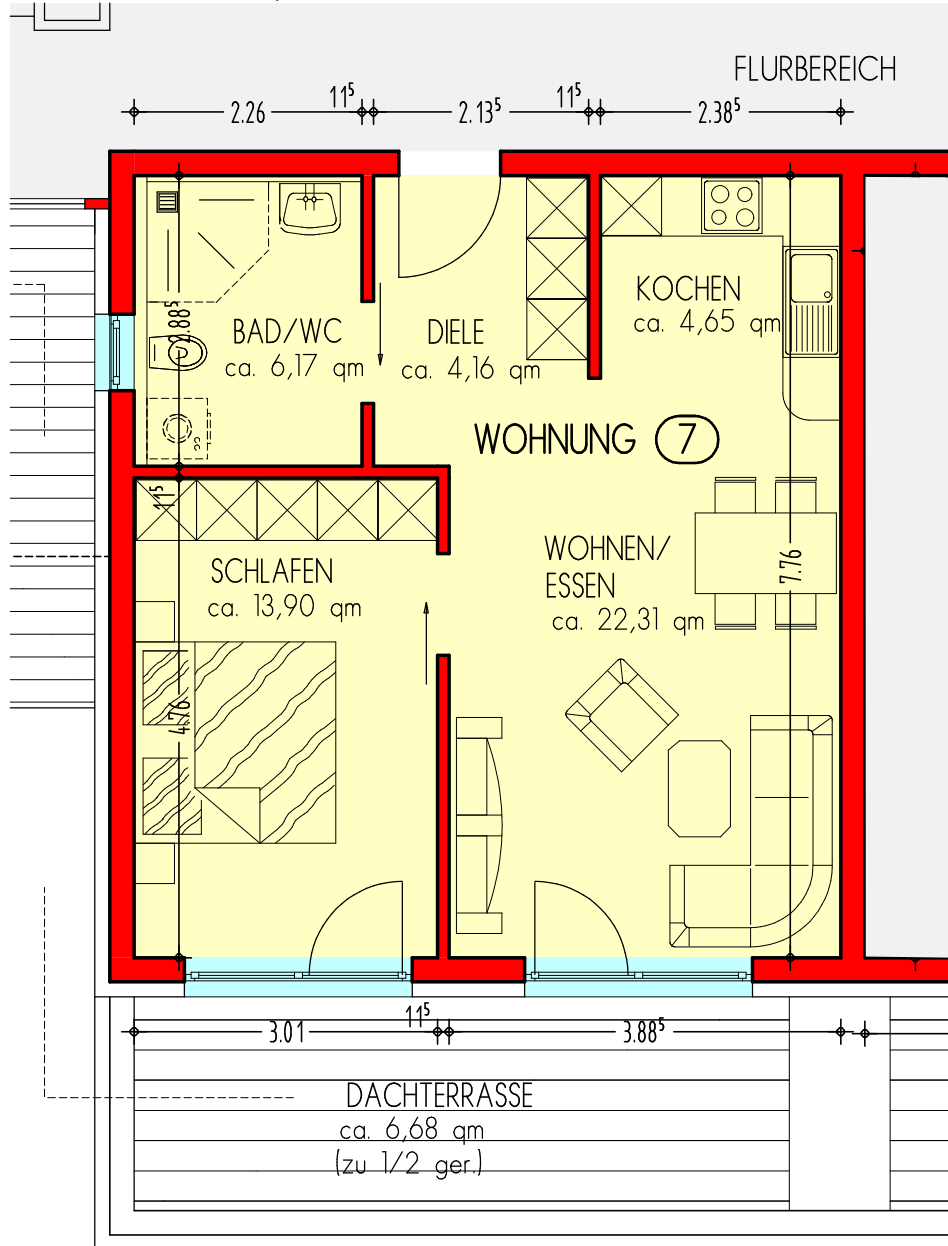 FLURBEREICH
2.26
11⁵
2.13⁵
11⁵
2.38⁵
KOCHEN
ca. 4,65 qm
BAD/WC
ca. 6,17 qm
DIELE
ca. 4,16 qm
2.88⁵
WOHNUNG 7
11⁵
SCHLAFEN
ca. 13,90 qm
WOHNEN/
ESSEN
ca. 22,31 qm
7.76
4.76
3.01
11⁵
3.88⁵
DACHTERRASSE
ca. 6,68 qm
(zu 1/2 ger.)